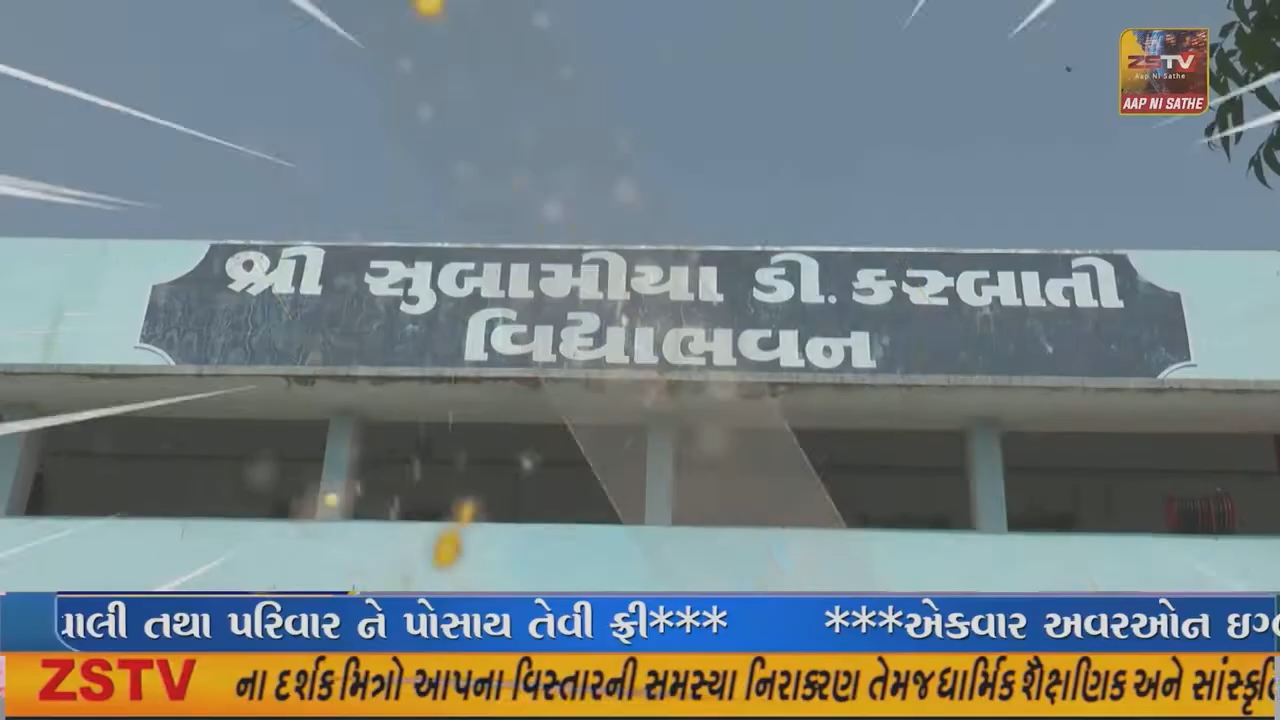 ZSTV
Aap Ni Sathe
AAP NI SATHE
શ્રી સુબામીયા ડી. કરબાતી
વિદ્યાભવન
તથા પરિવાર ને પોસાય તેવી ફ્રી*** ***એકવાર અવરઓન
ZSTV ના દર્શક મિત્રો આપના વિસ્તારની સમસ્યા નિરાકરણ તેમજ ધાર્મિક શૈક્ષણિક અને